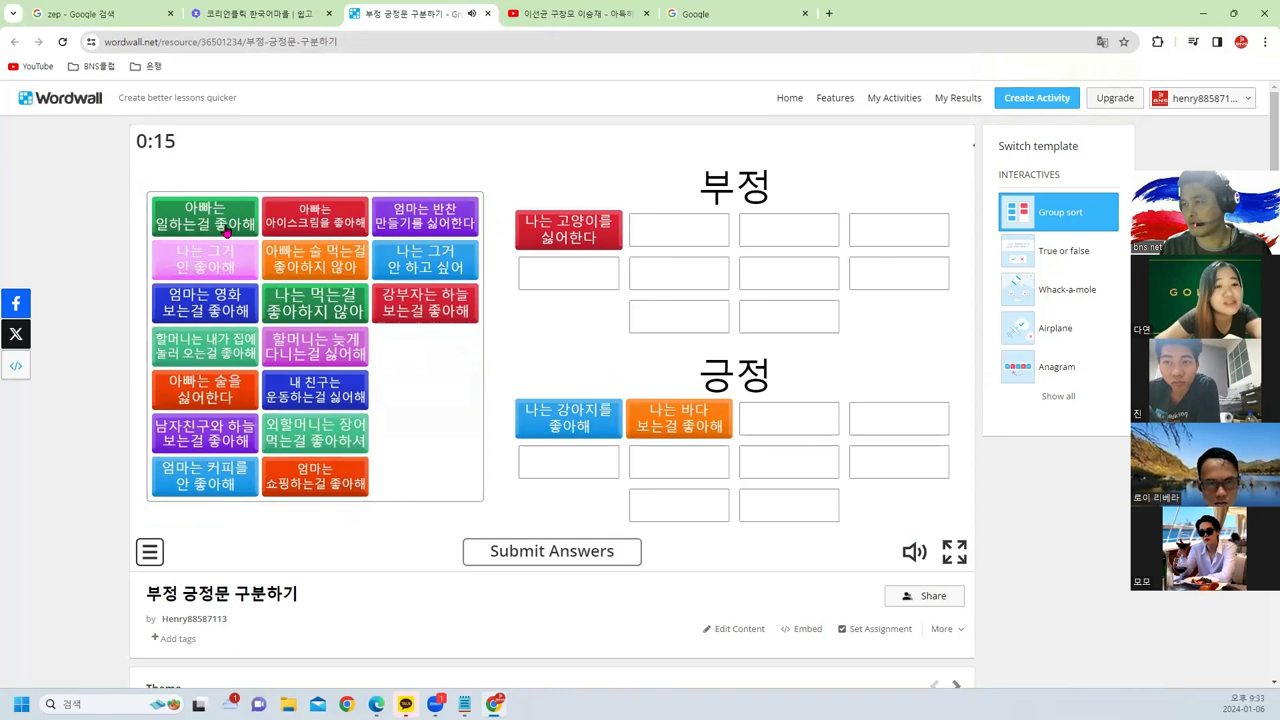 zep - Google 검색
코리언클릭 한국어마을 | 쉽고
부정 긍정문 구분하기 - Gr
이선균 구창모 이승재 - 아득히
Google
wordwall.net/resource/36501234/부정-긍정문-구분하기
YouTube
BNS클럽
은행
Wordwall
Create better lessons quicker
Home
Features
My Activities
My Results
Create Activity
Upgrade
henry885871...
0:15
부정
아빠는
일하는걸 좋아해
아빠는
아이스크림을 좋아해
엄마는 반찬
만들기를 싫어한다
나는 그거
안 좋아해
아빠는 술 먹는걸
좋아하지 않아
나는 그거
안 하고 싶어
엄마는 영화
보는걸 좋아해
나는 먹는걸
좋아하지 않아
강부자는 하늘
보는걸 좋아해
할머니는 내가 집에
놀러 오는걸 좋아해
할머니는 늦게
다니는걸 싫어해
아빠는 술을
싫어한다
내 친구는
운동하는걸 싫어해
남자친구와 하늘
보는걸 좋아해
외할머니는 장어
먹는걸 좋아하셔
엄마는 커피를
안 좋아해
엄마는
쇼핑하는걸 좋아해
나는 고양이를
싫어한다
긍정
나는 강아지를
좋아해
나는 바다
보는걸 좋아해
Submit Answers
Switch template
INTERACTIVES
Group sort
True or false
Whack-a-mole
Airplane
Anagram
Show all
bns net
다연
진
로이 리베라
모모
부정 긍정문 구분하기
by Henry88587113
Add tags
Share
Edit Content
Embed
Set Assignment
More
Theme
검색
오후 9:33
2024-01-06